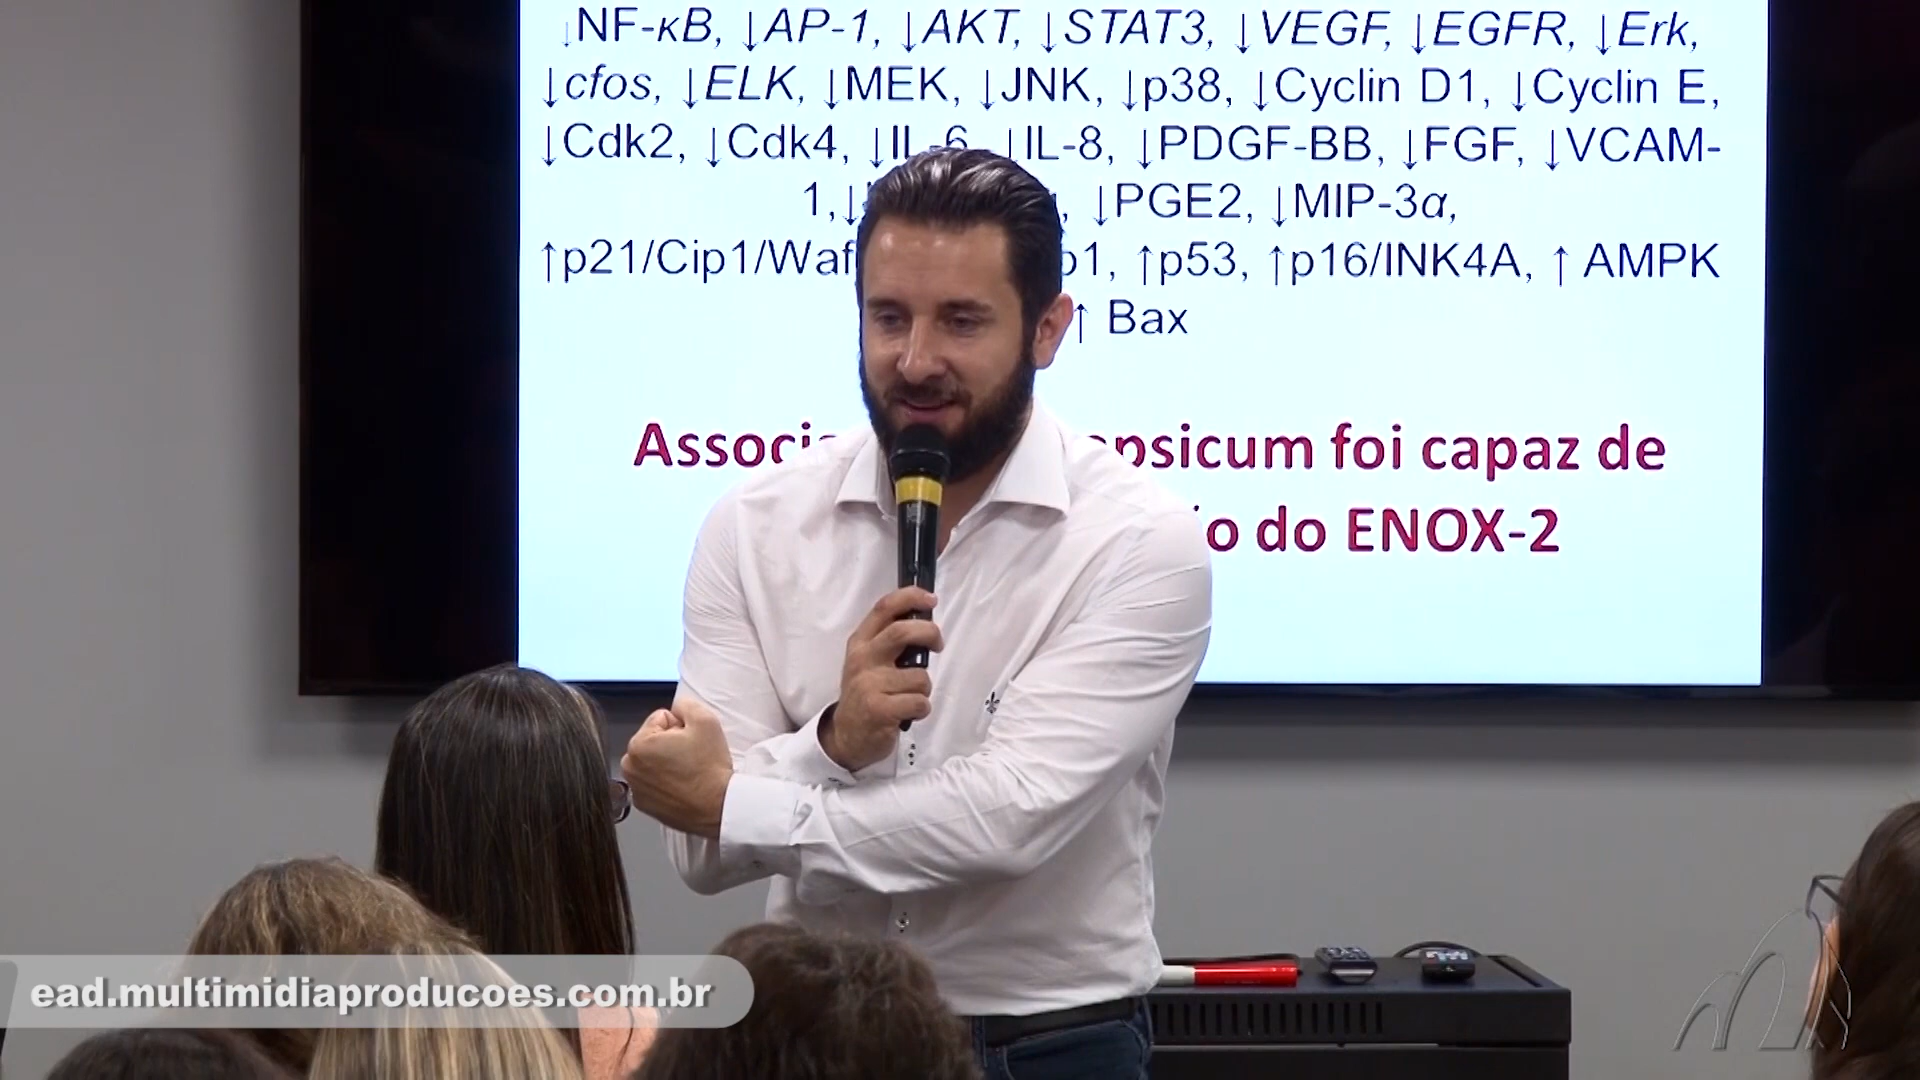 ↓NF-κB, ↓AP-1, ↓AKT, ↓STAT3, ↓VEGF, ↓EGFR, ↓Erk,
↓cfos, ↓ELK, ↓MEK, ↓JNK, ↓p38, ↓Cyclin D1, ↓Cyclin E,
↓Cdk2, ↓Cdk4, ↓IL-6, ↓IL-8, ↓PDGF-BB, ↓FGF, ↓VCAM-
1,↓ , ↓PGE2, ↓MIP-3α,
↑p21/Cip1/Waf ↑p53, ↑p16/INK4A, ↑ AMPK
↑ Bax
foi capaz de
do ENOX-2
ead.multimidiaproducoes.com.br